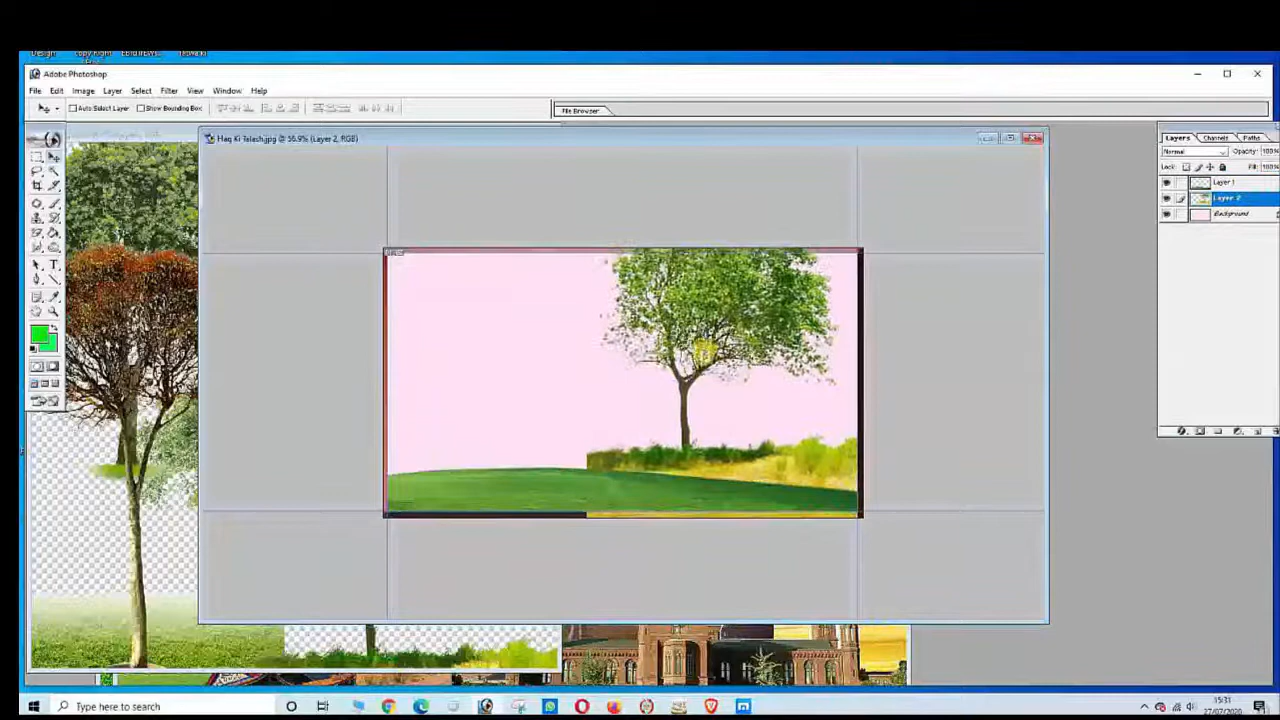 Adobe Photoshop
File Edit Image Layer Select Filter View Window Help
Auto Select Layer Show Bounding Box
File Browser
Haq Ki Telash.jpg @ 56.9% (Layer 2, RGB)
Layers Channels Paths
Normal Opacity: 100%
Lock: Fill: 100%
Layer 1
Layer 2
Background
Type here to search
15:31
27/07/2020